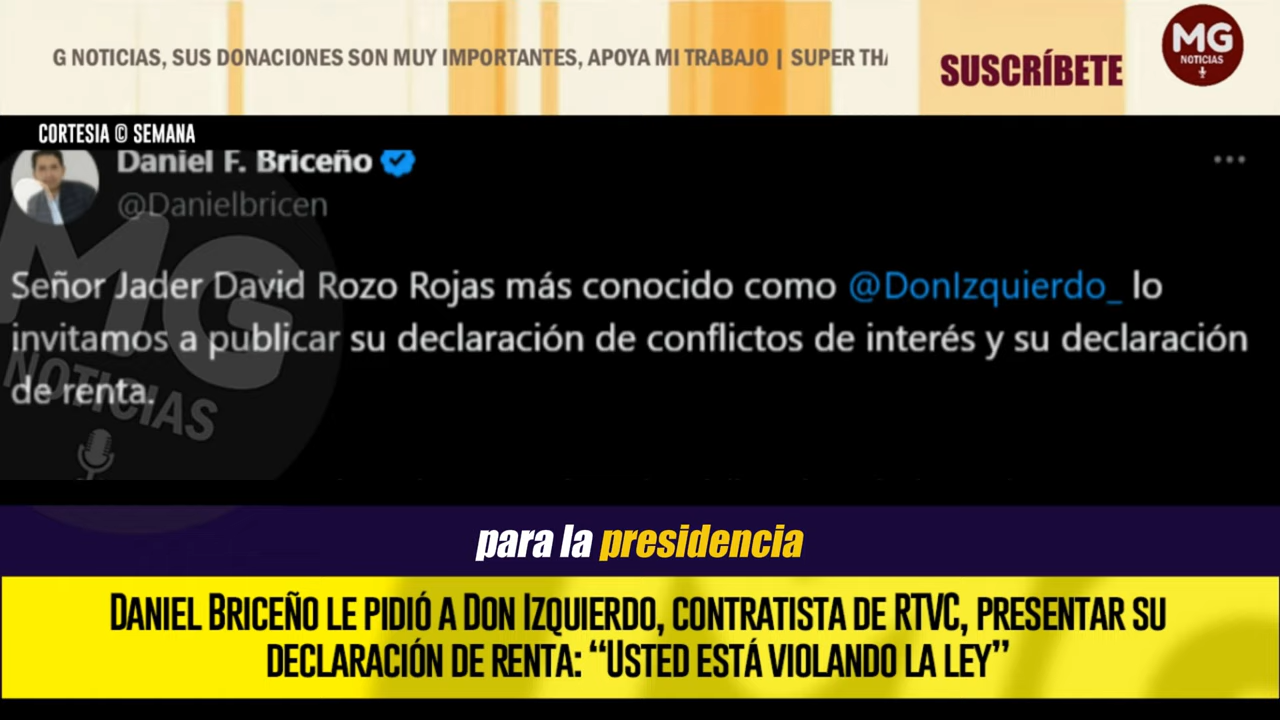 G NOTICIAS, SUS DONACIONES SON MUY IMPORTANTES, APOYA MI TRABAJO | SUPER
SUSCRÍBETE
MG
NOTICIAS
CORTESIA © SEMANA
Daniel F. Briceño
@Danielbricen
Señor Jader David Rozo Rojas más conocido como @DonIzquierdo_ lo
invitamos a publicar su declaración de conflictos de interés y su declaración
de renta.
MG
NOTICIAS
para la presidencia
DANIEL BRICEÑO LE PIDIÓ A DON IZQUIERDO, CONTRATISTA DE RTVC, PRESENTAR SU
DECLARACIÓN DE RENTA: “USTED ESTÁ VIOLANDO LA LEY”